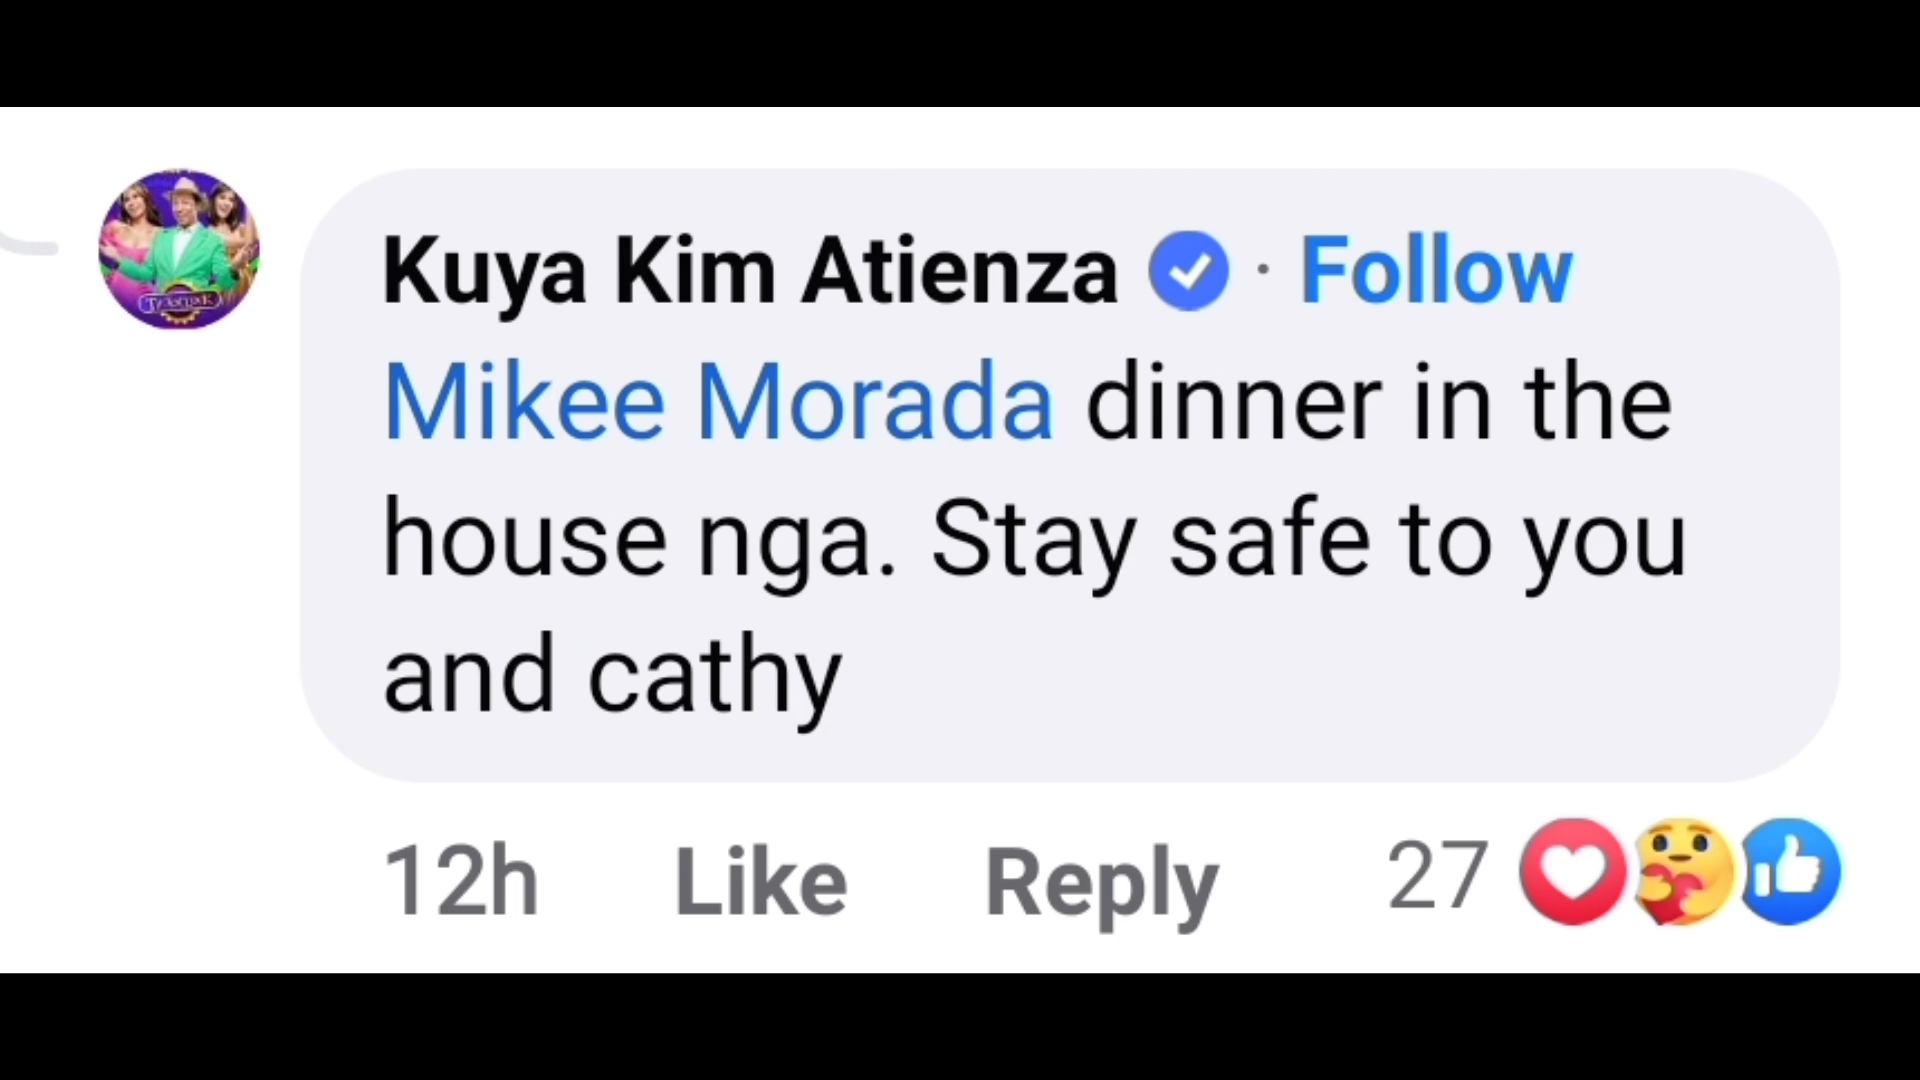 Kuya Kim Atienza · Follow
Mikee Morada dinner in the
house nga. Stay safe to you
and cathy
12h Like Reply 27